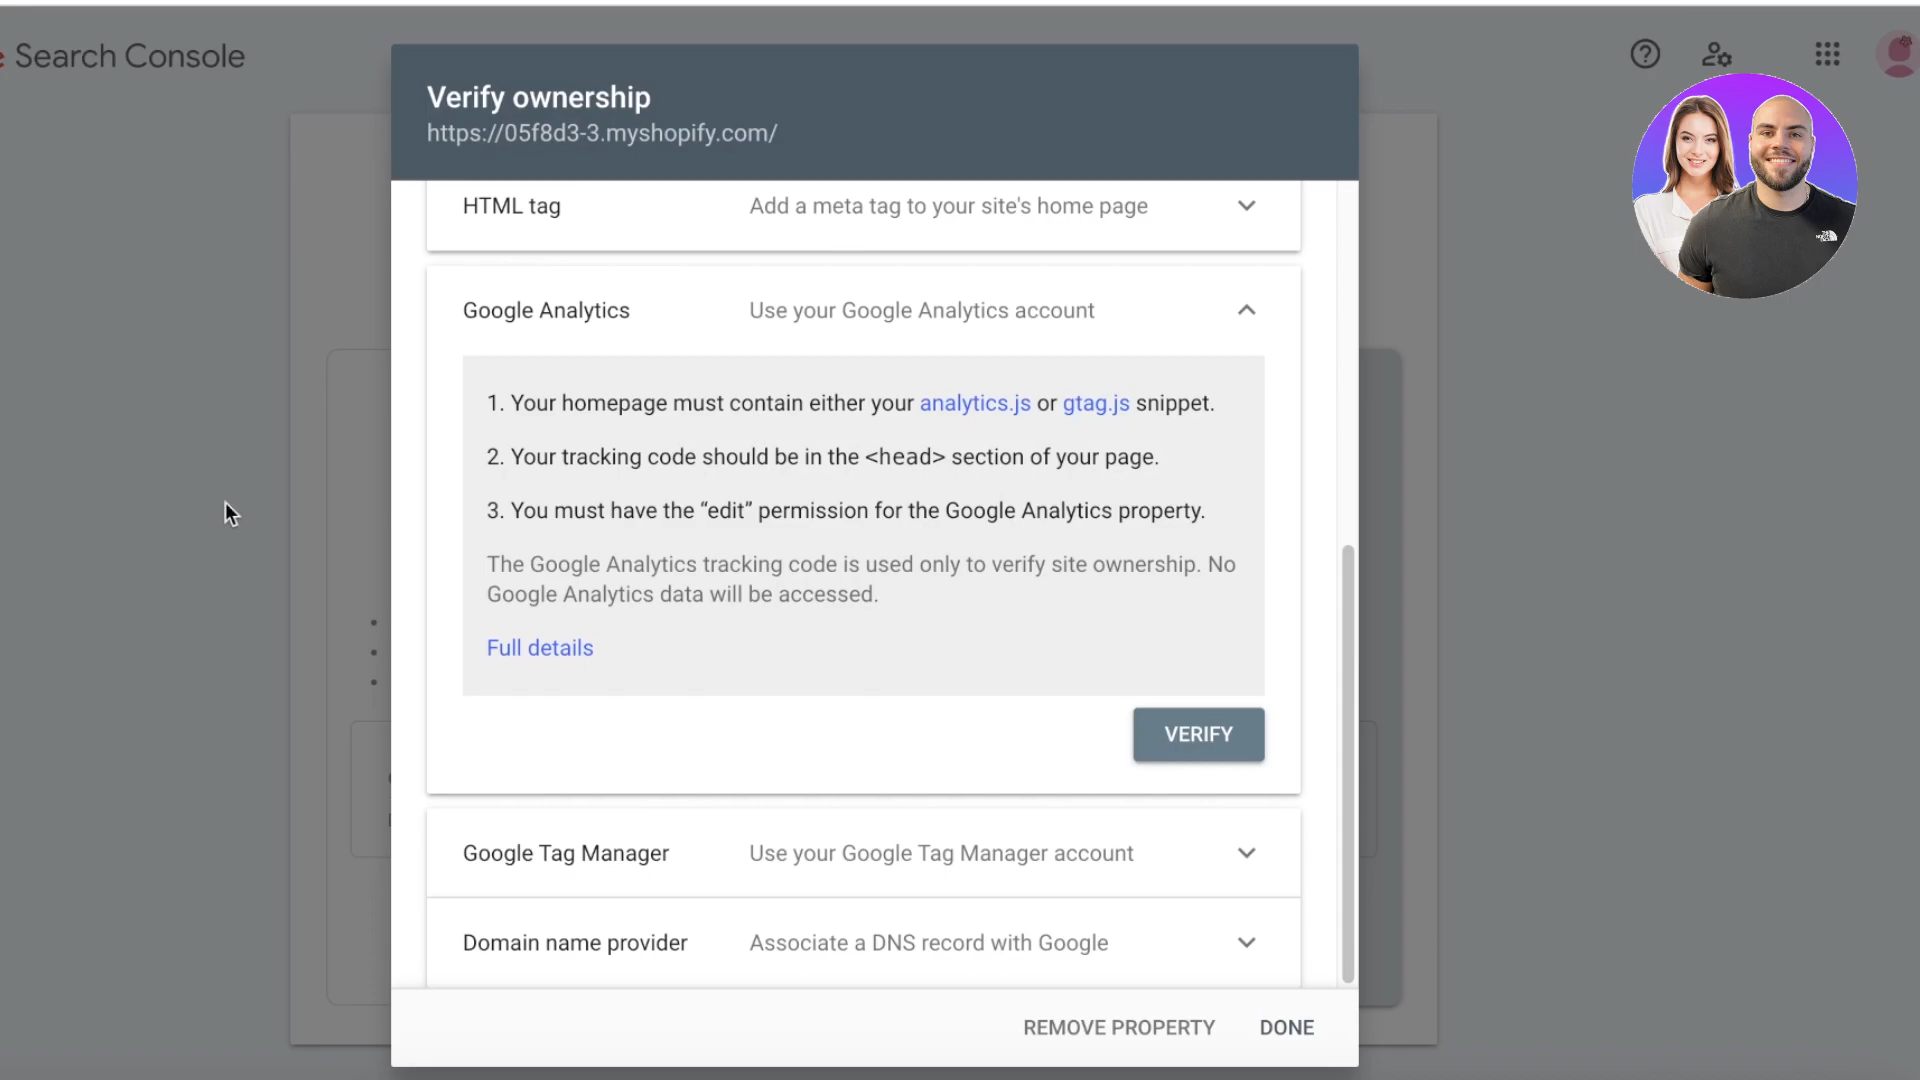 Search Console
Verify ownership
https://05f8d3-3.myshopify.com/
HTML tag Add a meta tag to your site's home page
Google Analytics Use your Google Analytics account
1. Your homepage must contain either your analytics.js or gtag.js snippet.
2. Your tracking code should be in the <head> section of your page.
3. You must have the “edit” permission for the Google Analytics property.
The Google Analytics tracking code is used only to verify site ownership. No
Google Analytics data will be accessed.
Full details
VERIFY
Google Tag Manager Use your Google Tag Manager account
Domain name provider Associate a DNS record with Google
REMOVE PROPERTY DONE